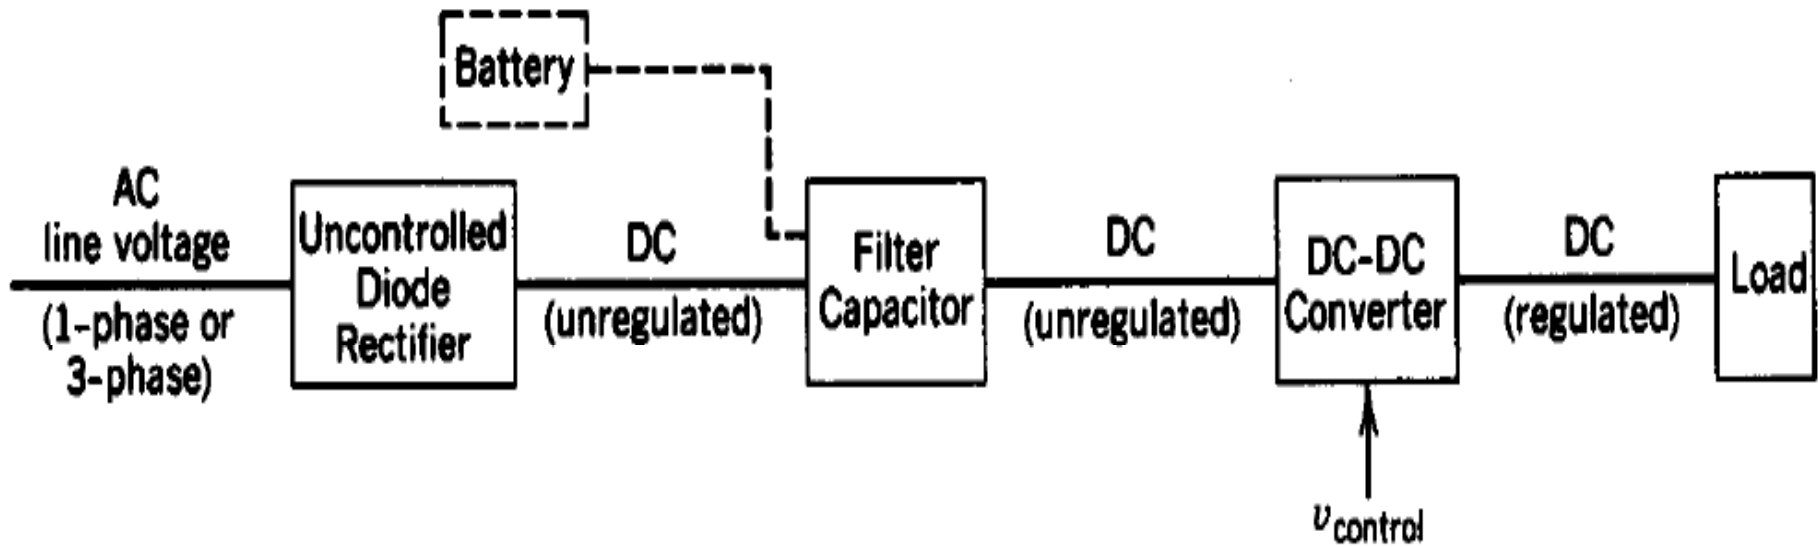 Battery
AC
line voltage
(1-phase or
3-phase)
Uncontrolled
Diode
Rectifier
DC
(unregulated)
Filter
Capacitor
DC
(unregulated)
DC-DC
Converter
DC
(regulated)
Load
vcontrol